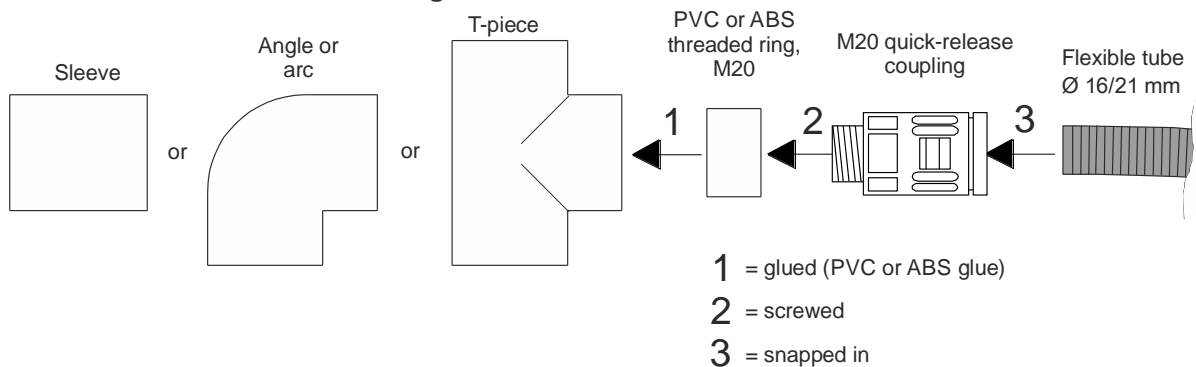 Sleeve
or
Angle or
arc
or
T-piece
1
PVC or ABS
threaded ring,
M20
2
M20 quick-release
coupling
3
Flexible tube
Ø 16/21 mm
1 = glued (PVC or ABS glue)
2 = screwed
3 = snapped in